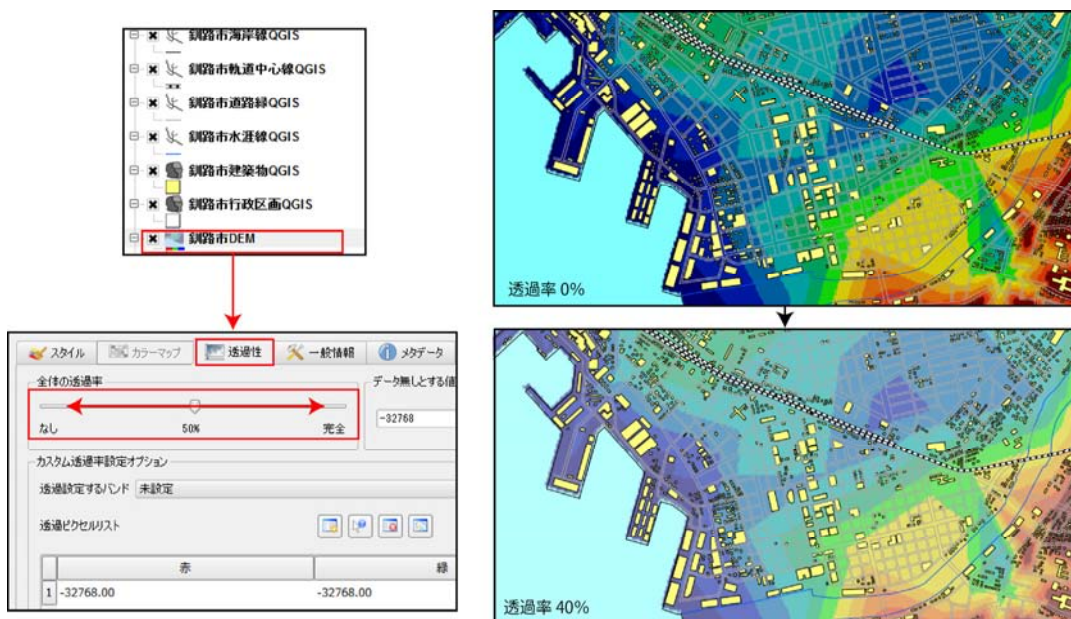 釧路市海岸線QGIS
釧路市軌道中心線QGIS
釧路市道路縁QGIS
釧路市水涯線QGIS
釧路市建築物QGIS
釧路市行政区画QGIS
釧路市DEM
スタイル カラーマップ 透過性 一般情報 メタデータ
全体の透過率
なし 50% 完全
データ無しとする値
-32768
カスタム透過率設定オプション
透過設定するバンド 未設定
透過ピクセルリスト
赤 緑
1 -32768.00 -32768.00
透過率 0%
透過率 40%